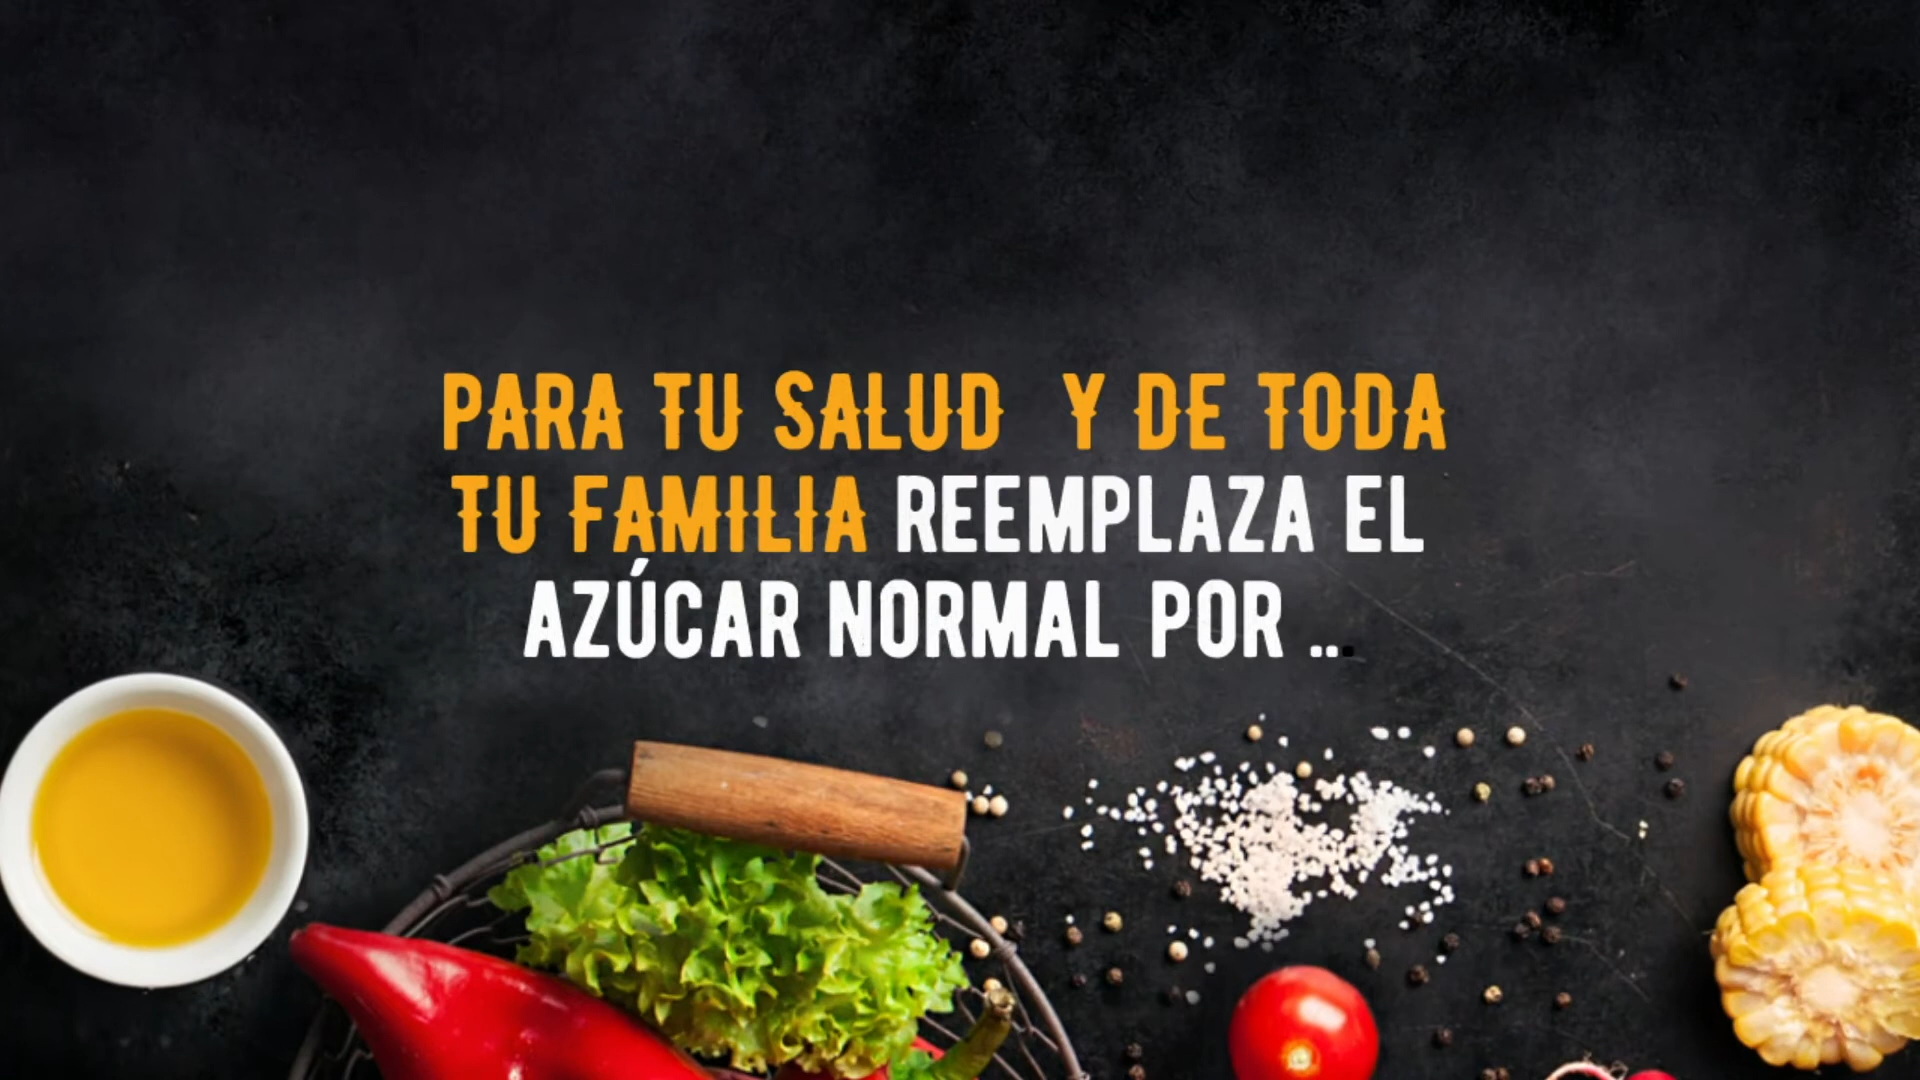 PARA TU SALUD Y DE TODA
TU FAMILIA REEMPLAZA EL
AZÚCAR NORMAL POR ...